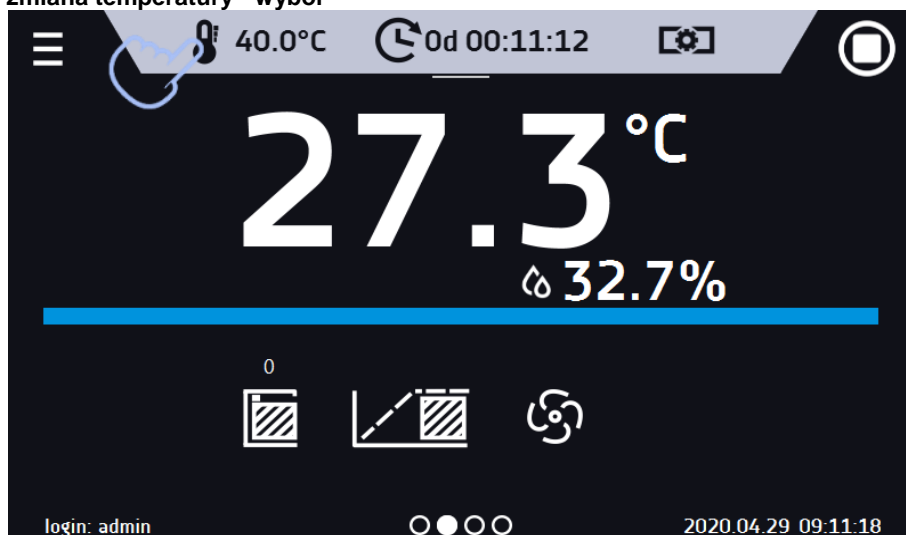 zmiana temperatury - wybór
40.0°C 0d 00:11:12
27.3 °C
32.7%
0
login: admin 2020.04.29 09:11:18